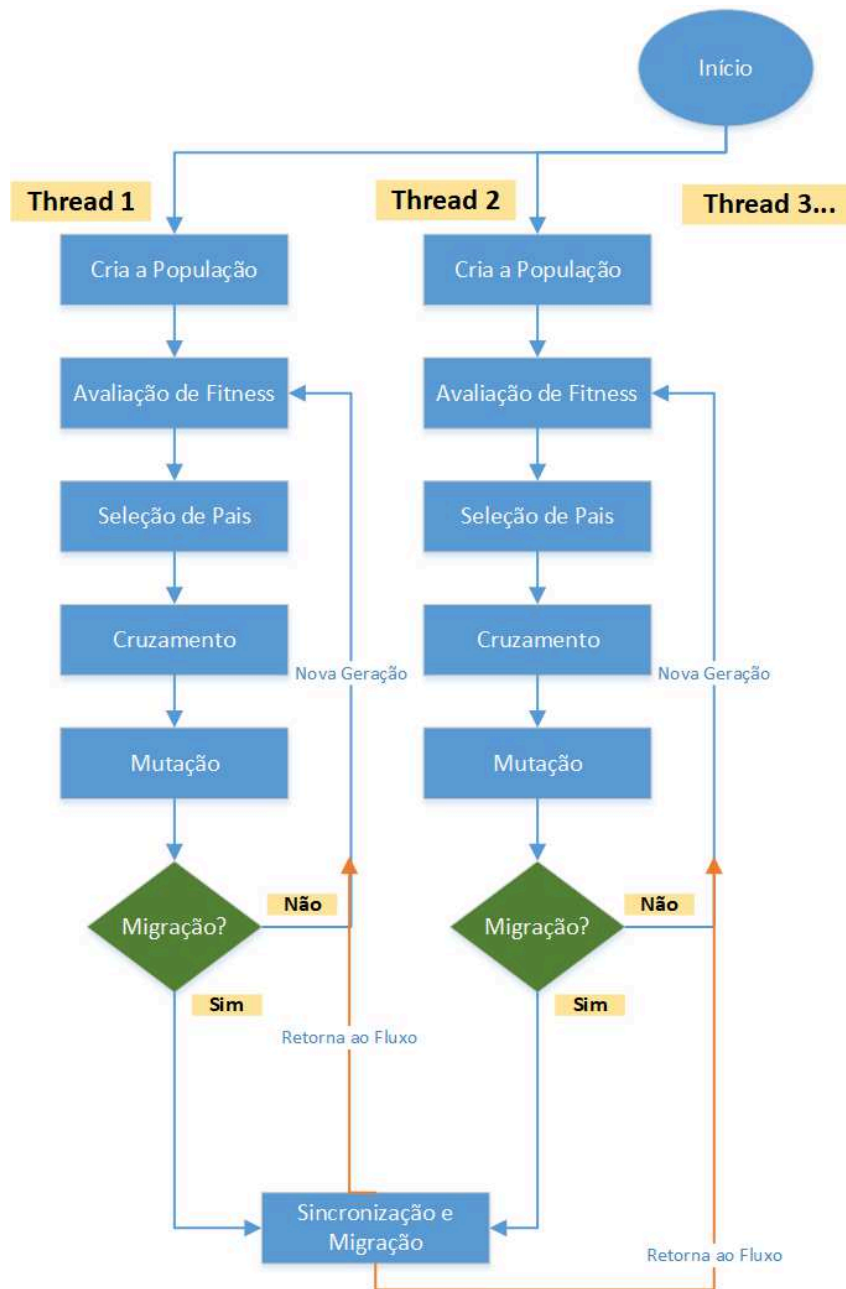 Início
Thread 1
Thread 2
Thread 3...
Cria a População
Cria a População
Avaliação de Fitness
Avaliação de Fitness
Seleção de Pais
Seleção de Pais
Cruzamento
Cruzamento
Nova Geração
Nova Geração
Mutação
Mutação
Migração?
Não
Migração?
Não
Sim
Sim
Retorna ao Fluxo
Sincronização e
Migração
Retorna ao Fluxo